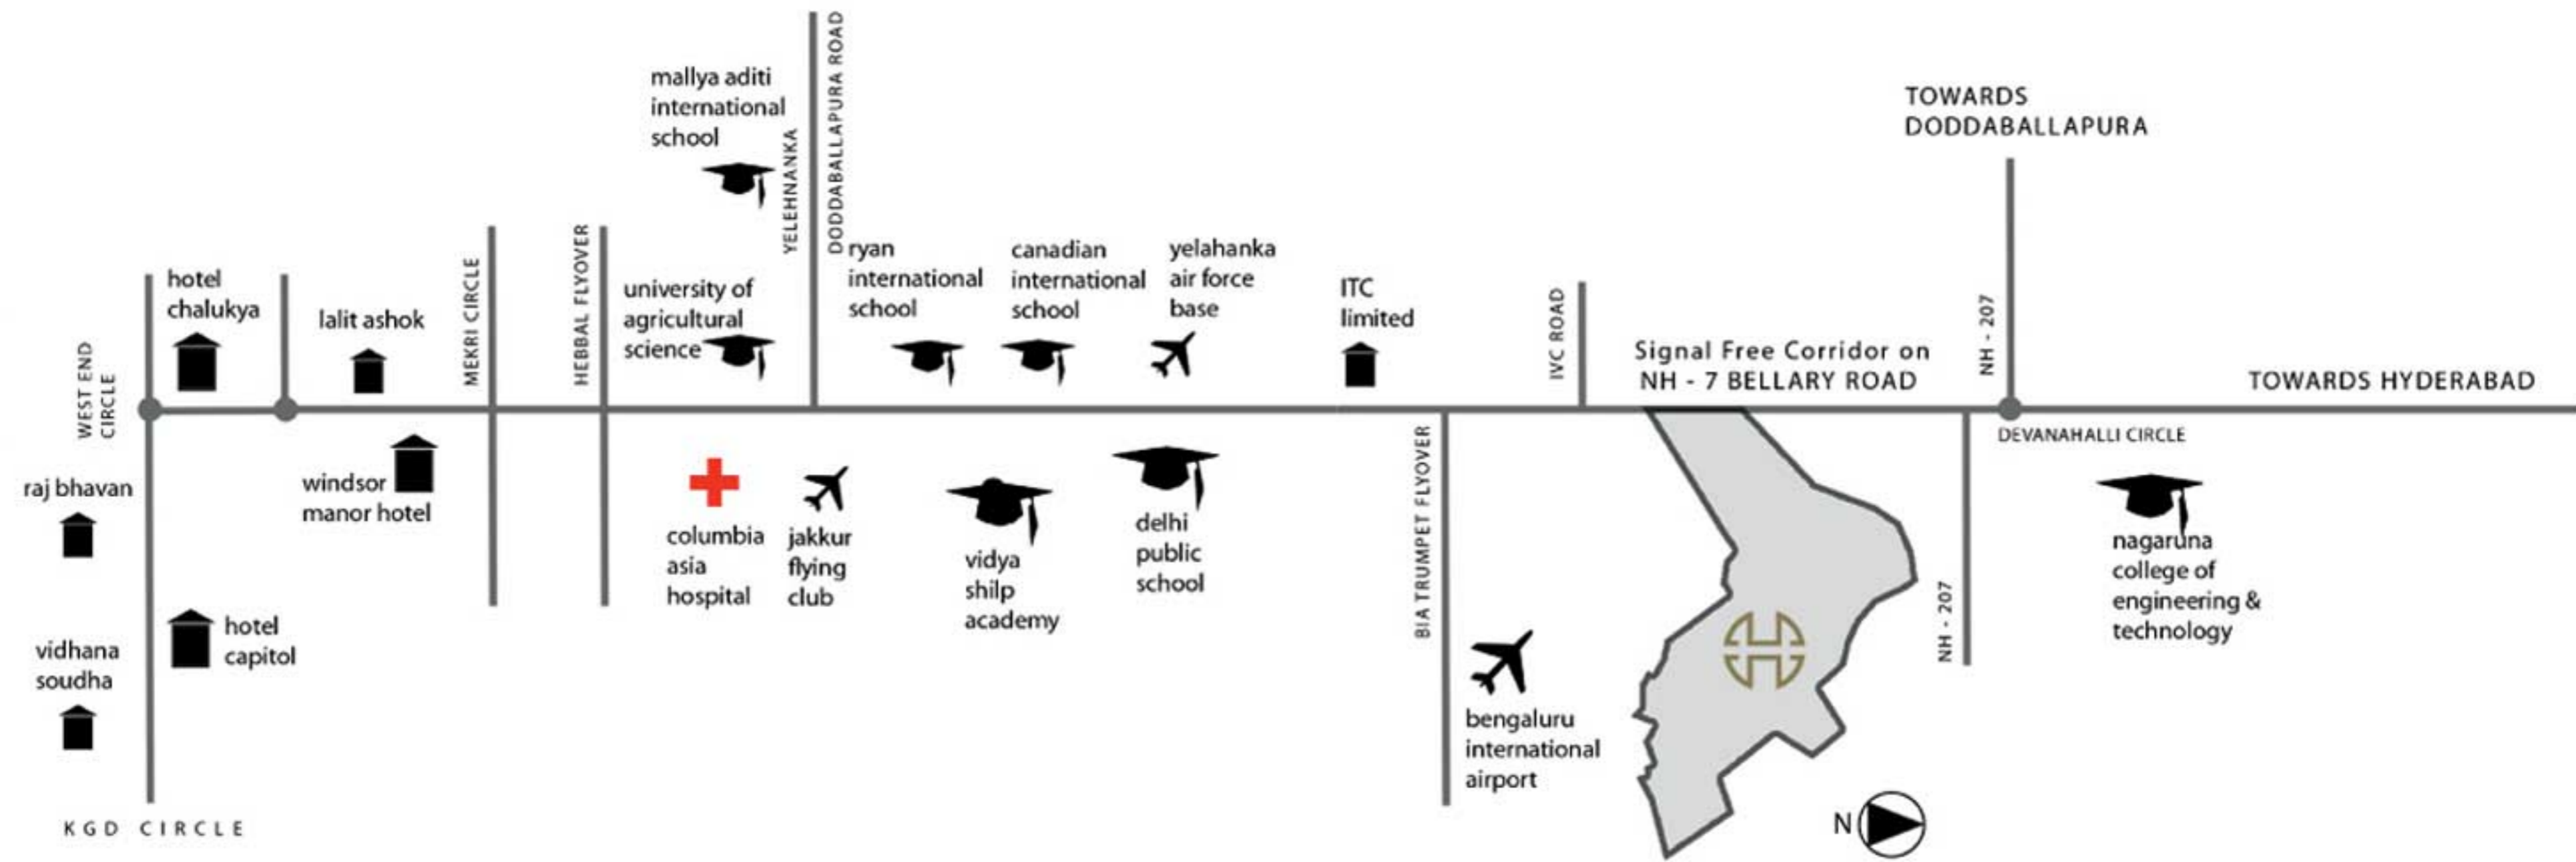 mallya aditi
international
school
YELEHNANKA
DODDABALLAPURA ROAD
TOWARDS
DODDABALLAPURA
hotel
chalukya
lalit ashok
MEKRI CIRCLE
HEBBAL FLYOVER
university of
agricultural
science
ryan
international
school
canadian
international
school
yelahanka
air force
base
ITC
limited
IVC ROAD
Signal Free Corridor on
NH - 7 BELLARY ROAD
NH - 207
TOWARDS HYDERABAD
WEST END
CIRCLE
raj bhavan
windsor
manor hotel
columbia
asia
hospital
jakkur
flying
club
vidya
shilp
academy
delhi
public
school
BIA TRUMPET FLYOVER
DEVANAHALLI CIRCLE
NH - 207
nagaruna
college of
engineering &
technology
hotel
capitol
vidhana
soudha
bengaluru
international
airport
KGD CIRCLE
N